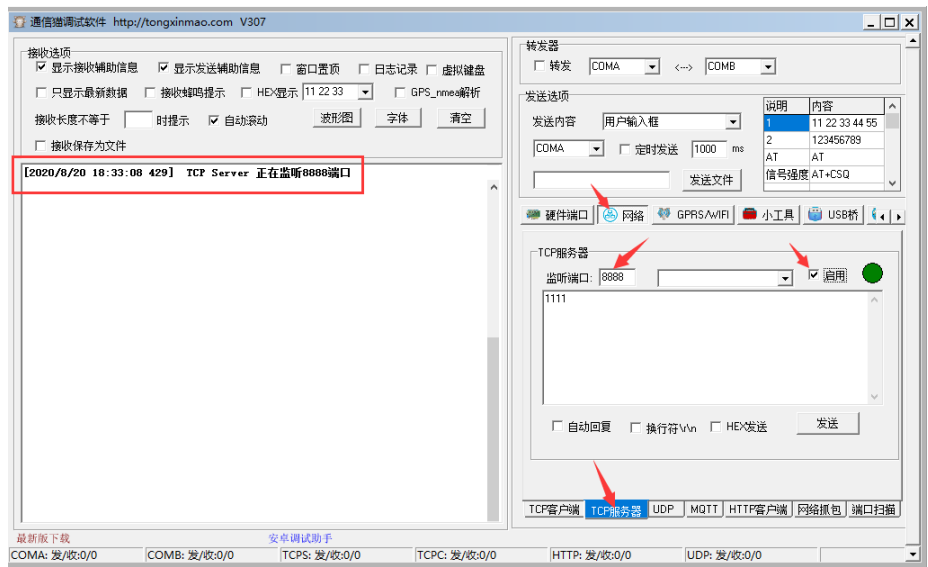 通信猫调试软件 http://tongxinmao.com V307
接收选项
显示接收辅助信息 显示发送辅助信息 窗口置顶 日志记录 虚拟键盘
只显示最新数据 接收蜂鸣提示 HEX显示 11 22 33 GPS_nmea解析
接收长度不等于 时提示 自动滚动 波形图 字体 清空
接收保存为文件
[2020/8/20 18:33:08 429] TCP Server 正在监听8888端口
转发器
转发 COMA <---> COMB
发送选项
发送内容 用户输入框
COMA 定时发送 1000 ms
发送文件
说明 内容
1 11 22 33 44 55
2 123456789
AT AT
信号强度 AT+CSQ
硬件端口 网络 GPRS/WIFI 小工具 USB桥
TCP服务器
监听端口: 8888 启用
1111
自动回复 换行符\r\n HEX发送 发送
TCP客户端 TCP服务器 UDP MQTT HTTP客户端 网络抓包 端口扫描
最新版下载 安卓调试助手
COMA: 发/收:0/0 COMB: 发/收:0/0 TCPS: 发/收:0/0 TCPC: 发/收:0/0 HTTP: 发/收:0/0 UDP: 发/收:0/0